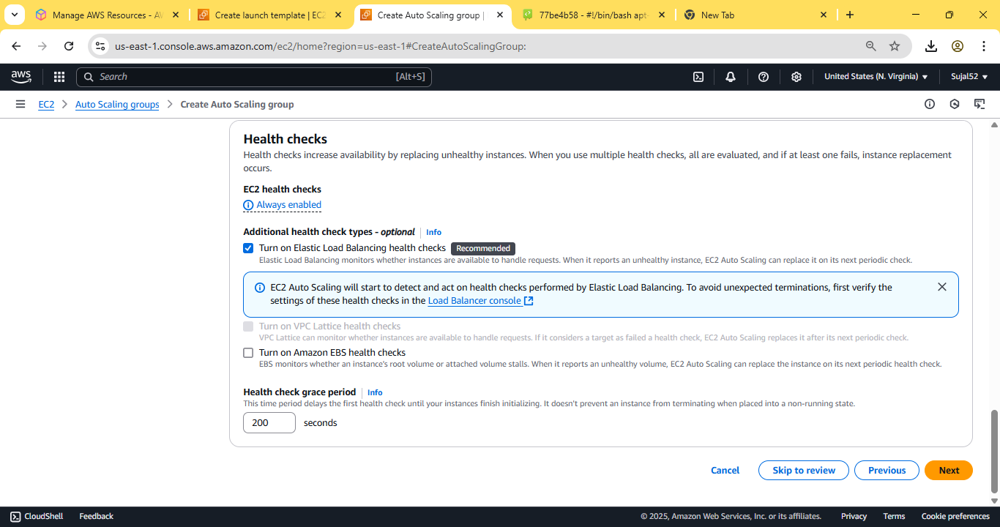 Manage AWS Resources - AW
Create launch template | EC2
Create Auto Scaling group |
77be4b58 - #!/bin/bash apt-
New Tab
us-east-1.console.aws.amazon.com/ec2/home?region=us-east-1#CreateAutoScalingGroup:
aws
Search
[Alt+S]
United States (N. Virginia)
Sujal52
EC2
Auto Scaling groups
Create Auto Scaling group
Health checks
Health checks increase availability by replacing unhealthy instances. When you use multiple health checks, all are evaluated, and if at least one fails, instance replacement
occurs.
EC2 health checks
Always enabled
Additional health check types - optional
Info
Turn on Elastic Load Balancing health checks
Recommended
Elastic Load Balancing monitors whether instances are available to handle requests. When it reports an unhealthy instance, EC2 Auto Scaling can replace it on its next periodic check.
EC2 Auto Scaling will start to detect and act on health checks performed by Elastic Load Balancing. To avoid unexpected terminations, first verify the
settings of these health checks in the Load Balancer console
Turn on VPC Lattice health checks
VPC Lattice can monitor whether instances are available to handle requests. If it considers a target as failed a health check, EC2 Auto Scaling replaces it after its next periodic check.
Turn on Amazon EBS health checks
EBS monitors whether an instance's root volume or attached volume stalls. When it reports an unhealthy volume, EC2 Auto Scaling can replace the instance on its next periodic health check.
Health check grace period
Info
This time period delays the first health check until your instances finish initializing. It doesn't prevent an instance from terminating when placed into a non-running state.
200
seconds
Cancel
Skip to review
Previous
Next
CloudShell
Feedback
© 2025, Amazon Web Services, Inc. or its affiliates.
Privacy
Terms
Cookie preferences